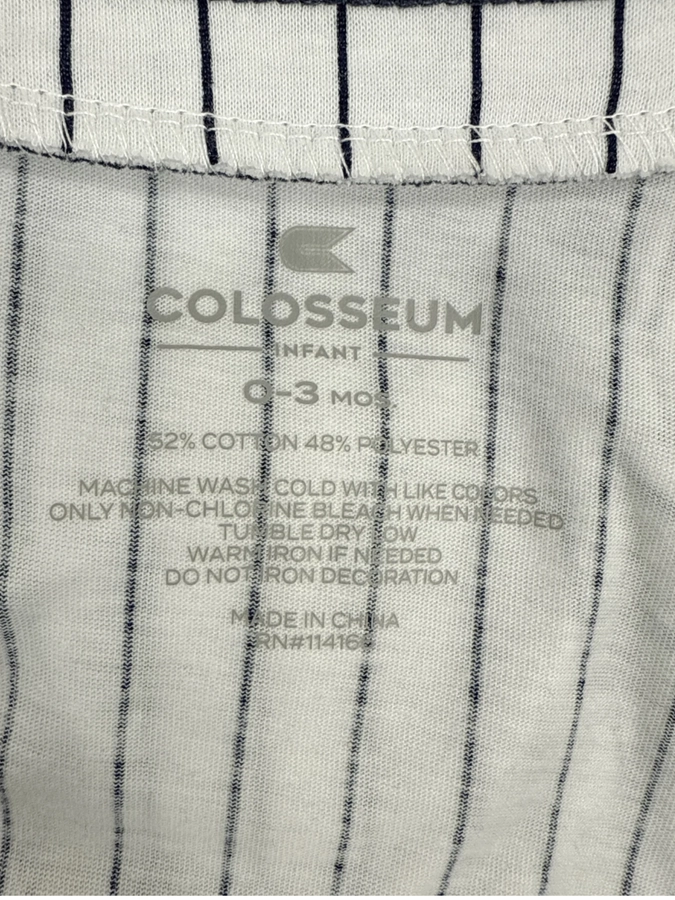 COLOSSEUM
INFANT
0-3 MOS.
52% COTTON 48% POLYESTER
MACHINE WASH COLD WITH LIKE COLORS
ONLY NON-CHLORINE BLEACH WHEN NEEDED
TUMBLE DRY LOW
WARM IRON IF NEEDED
DO NOT IRON DECORATION
MADE IN CHINA